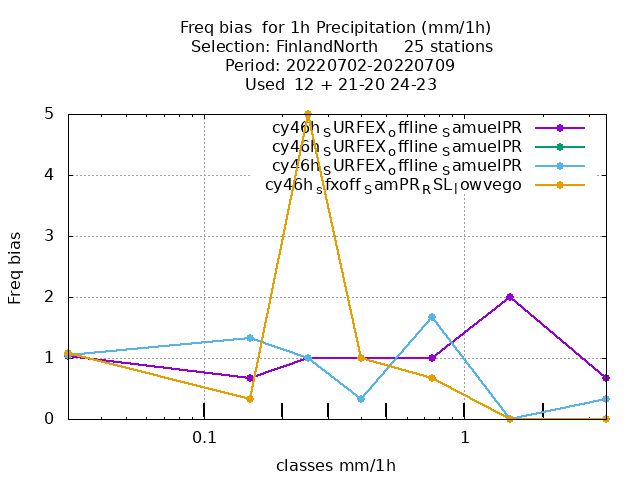 Freq bias  for 1h Precipitation (mm/1h)
Selection: FinlandNorth     25 stations
Period: 20220702-20220709
Used  12 + 21-20 24-23
5
cy46h_SURFEX_offline_SamuelPR
cy46h_SURFEX_offline_SamuelPR
cy46h_SURFEX_offline_SamuelPR
cy46h_sfxoff_SamPR_RSL_lowvego
4
3
2
1
0
Freq bias
0.1
1
classes mm/1h